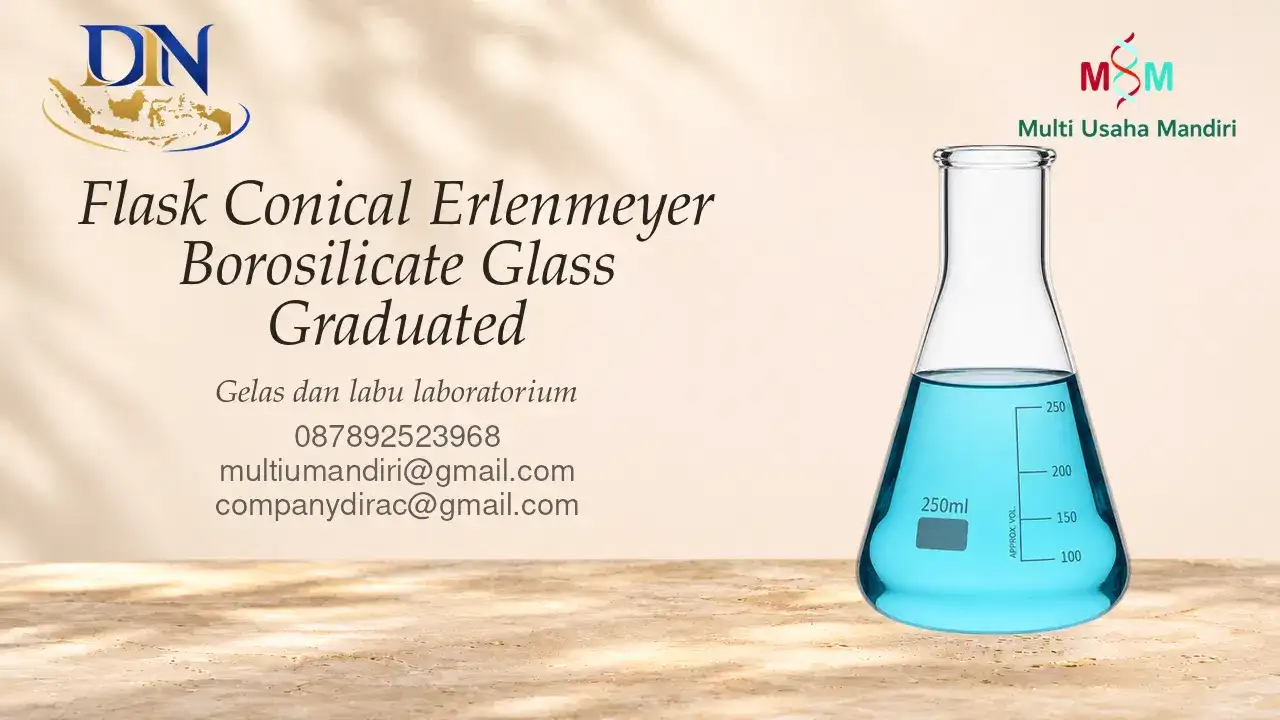 DIN
M M
Multi Usaha Mandiri
Flask Conical Erlenmeyer
Borosilicate Glass
Graduated
Gelas dan labu laboratorium
087892523968
multiumandiri@gmail.com
companydirac@gmail.com
250
200
250ml
150
APPROX. VOL.
100